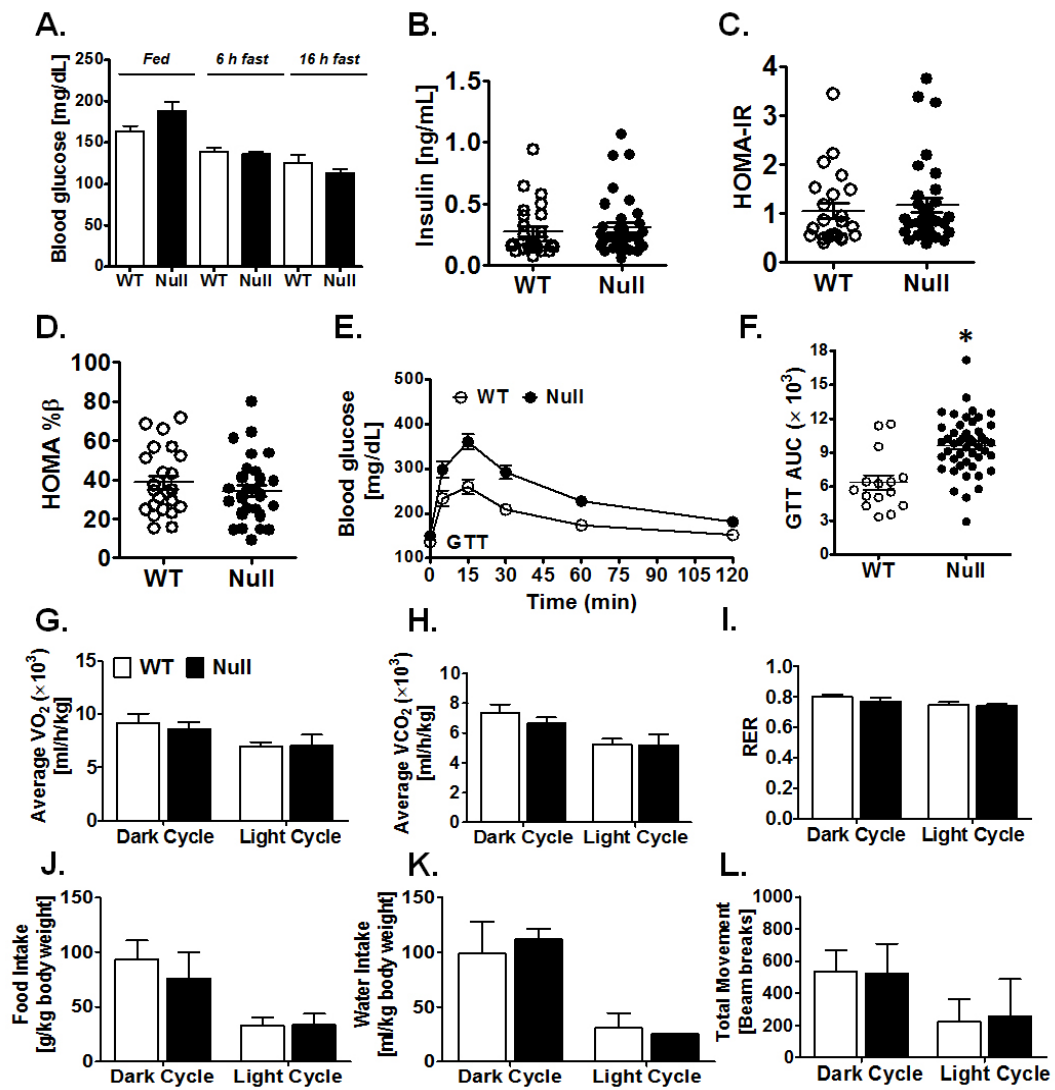 A.
B.
C.
Fed 6 h fast 16 h fast
Blood glucose [mg/dL]
250
200
150
100
50
WT Null WT Null WT Null
Insulin [ng/mL]
1.5
1.0
0.5
0.0
WT Null
HOMA-IR
4
3
2
1
0
WT Null
D.
E.
F.
HOMA %β
100
80
60
40
20
0
WT Null
Blood glucose
[mg/dL]
500
400
300
200
100
WT Null
GTT
0 15 30 45 60 75 90 105 120
Time (min)
*
GTT AUC (× 10³)
18
15
12
9
6
3
0
WT Null
G.
H.
I.
WT Null
Average VO₂ (×10³)
[ml/h/kg]
15
10
5
0
Dark Cycle Light Cycle
Average VCO₂ (×10³)
[ml/h/kg]
10
8
6
4
2
0
Dark Cycle Light Cycle
RER
1.0
0.8
0.6
0.4
0.2
0.0
Dark Cycle Light Cycle
J.
K.
L.
Food Intake
[g/kg body weight]
150
100
50
0
Dark Cycle Light Cycle
Water Intake
[ml/kg body weight]
150
100
50
0
Dark Cycle Light Cycle
Total Movement
[Beam breaks]
1000
800
600
400
200
0
Dark Cycle Light Cycle